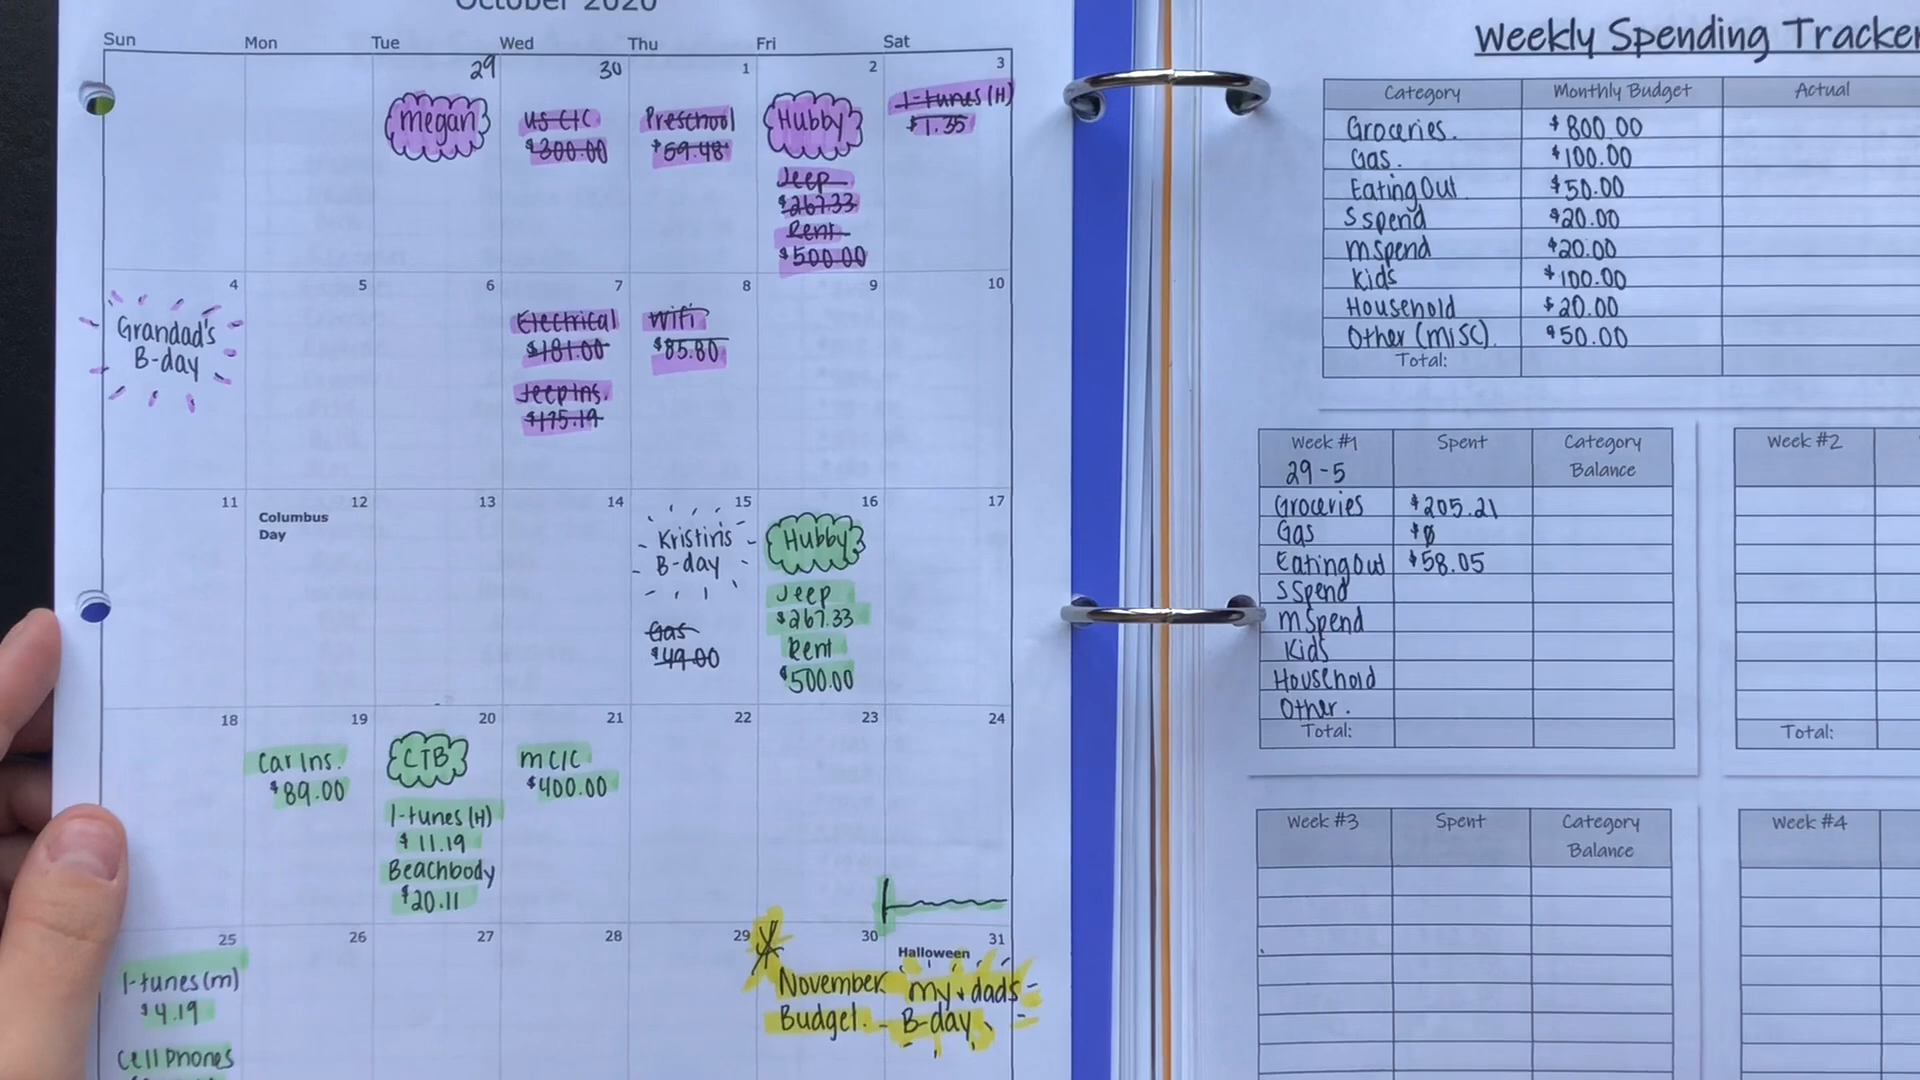 October 2020
Sun Mon Tue Wed Thu Fri Sat
29 30 1 2 3
Megan
US C/C
$300.00
Preschool
$59.48
Hubby
Jeep
$267.33
Rent
$500.00
I-tunes (H)
$1.35
4 5 6 7 8 9 10
Grandad's
B-day
Electrical
$181.00
Jeep Ins.
$175.19
Wifi
$85.80
11 12 13 14 15 16 17
Columbus
Day
Kristin's
B-day
Gas
$49.00
Hubby
Jeep
$267.33
Rent
$500.00
18 19 20 21 22 23 24
Car Ins.
$89.00
CTB
I-tunes (H)
$11.19
Beachbody
$20.11
M C/C
$400.00
25 26 27 28 29 30 31
I-tunes (m)
$4.19
Cell Phones
November
Budget.
Halloween
my + dads
B-day
Weekly Spending Tracker
Category Monthly Budget Actual
Groceries. $800.00
Gas. $100.00
Eating Out $50.00
S spend $20.00
M spend $20.00
Kids $100.00
Household $20.00
Other (misc). $50.00
Total:
Week #1 Spent Category
29-5 Balance
Groceries $205.21
Gas $0
Eating Out $58.05
S Spend
M Spend
Kids
Household
Other.
Total:
Week #2
Total:
Week #3 Spent Category
Balance
Week #4